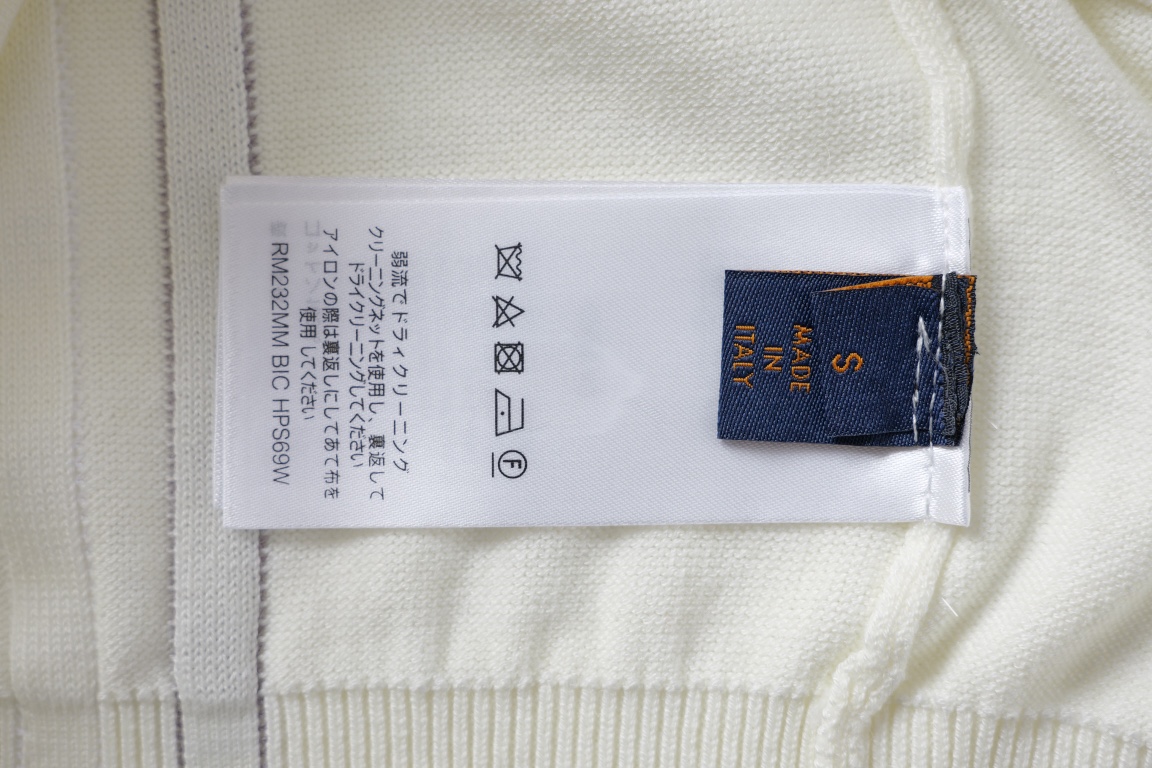 S
MADE
IN
ITALY
F
弱流でドライクリーニング
クリーニングネットを使用し、裏返して
ドライクリーニングしてください
アイロンの際は裏返しにしてあて布を
使用してください
RM232MM BIC HPS69W